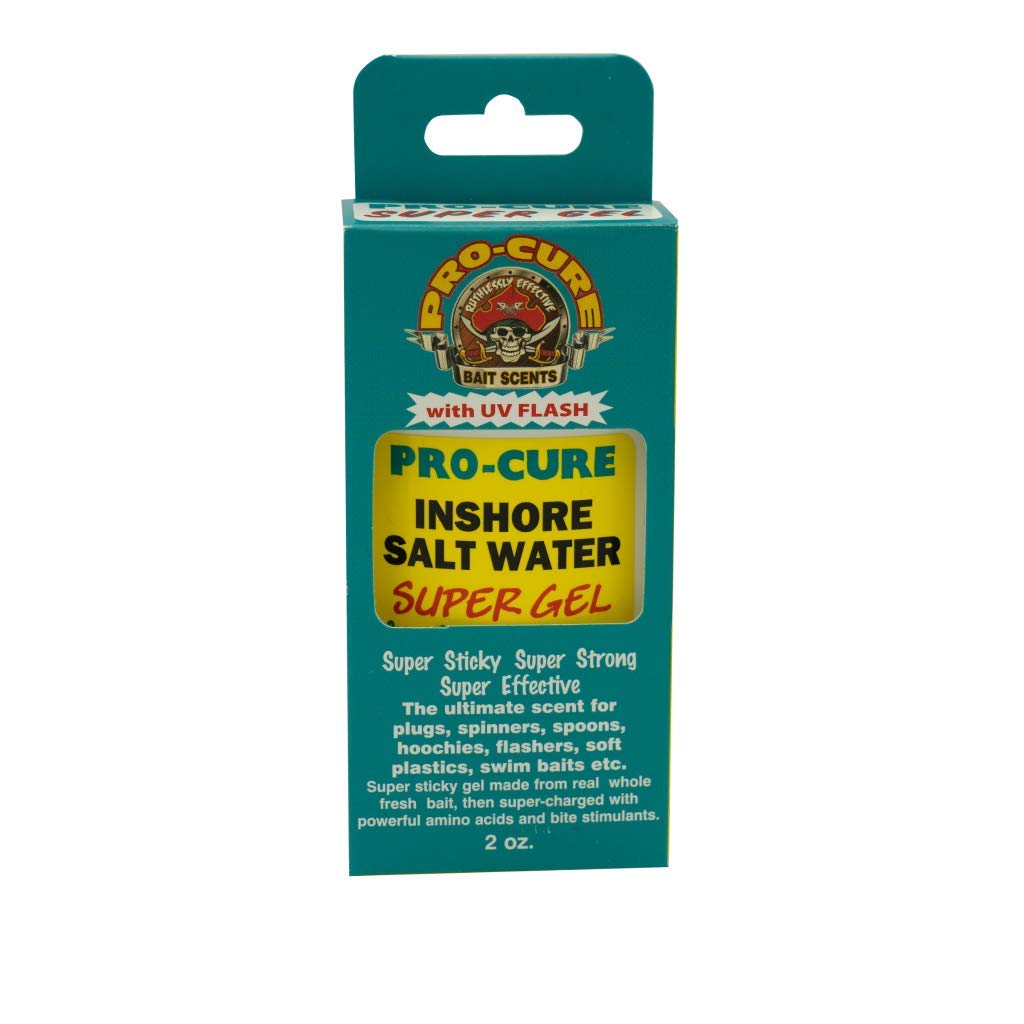 PRO-CURE
SUPER GEL
PRO-CURE
RUTHLESSLY EFFECTIVE
BAIT SCENTS
with UV FLASH
PRO-CURE
INSHORE
SALT WATER
SUPER GEL
Super Sticky Super Strong
Super Effective
The ultimate scent for
plugs, spinners, spoons,
hoochies, flashers, soft
plastics, swim baits etc.
Super sticky gel made from real whole
fresh bait, then super-charged with
powerful amino acids and bite stimulants.
2 oz.